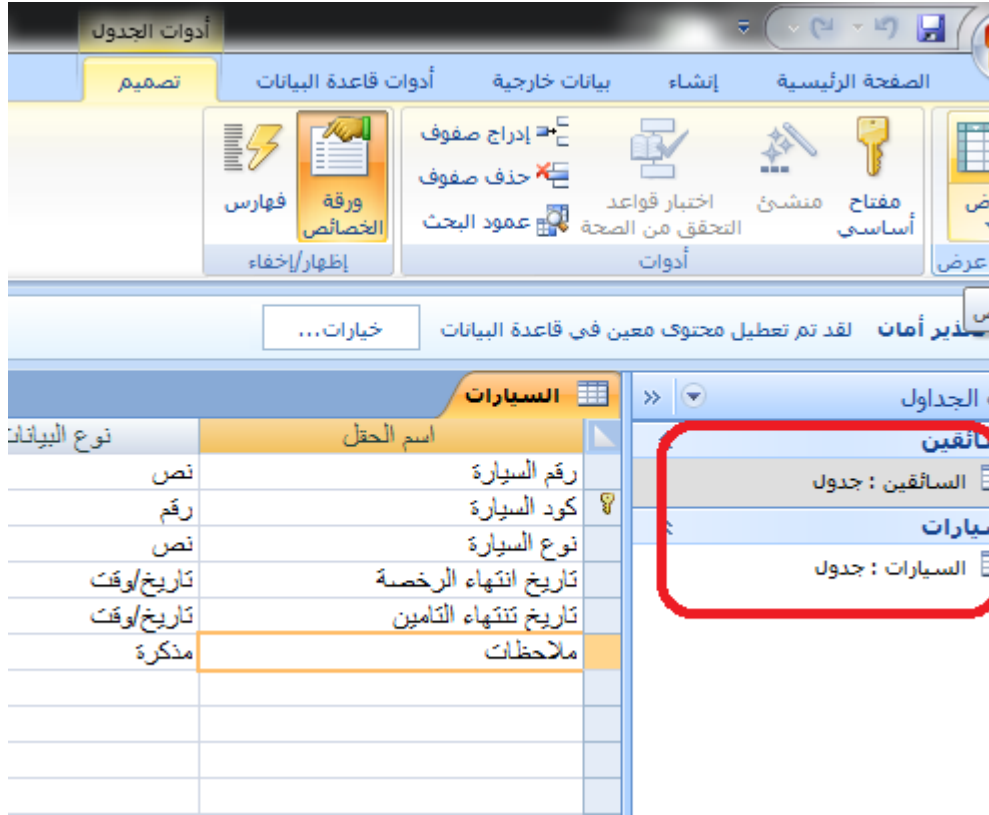 أدوات الجدول
الصفحة الرئيسية إنشاء بيانات خارجية أدوات قاعدة البيانات تصميم
مفتاح أساسي
منشئ
اختبار قواعد التحقق من الصحة
إدراج صفوف
حذف صفوف
عمود البحث
ورقة الخصائص
فهارس
عرض أدوات إظهار/إخفاء
أمان لقد تم تعطيل محتوى معين في قاعدة البيانات خيارات...
الجداول
السائقين : جدول
السيارات : جدول
السيارات
اسم الحقل نوع البيانات
رقم السيارة نص
كود السيارة رقم
نوع السيارة نص
تاريخ انتهاء الرخصة تاريخ/وقت
تاريخ تنتهاء التامين تاريخ/وقت
ملاحظات مذكرة